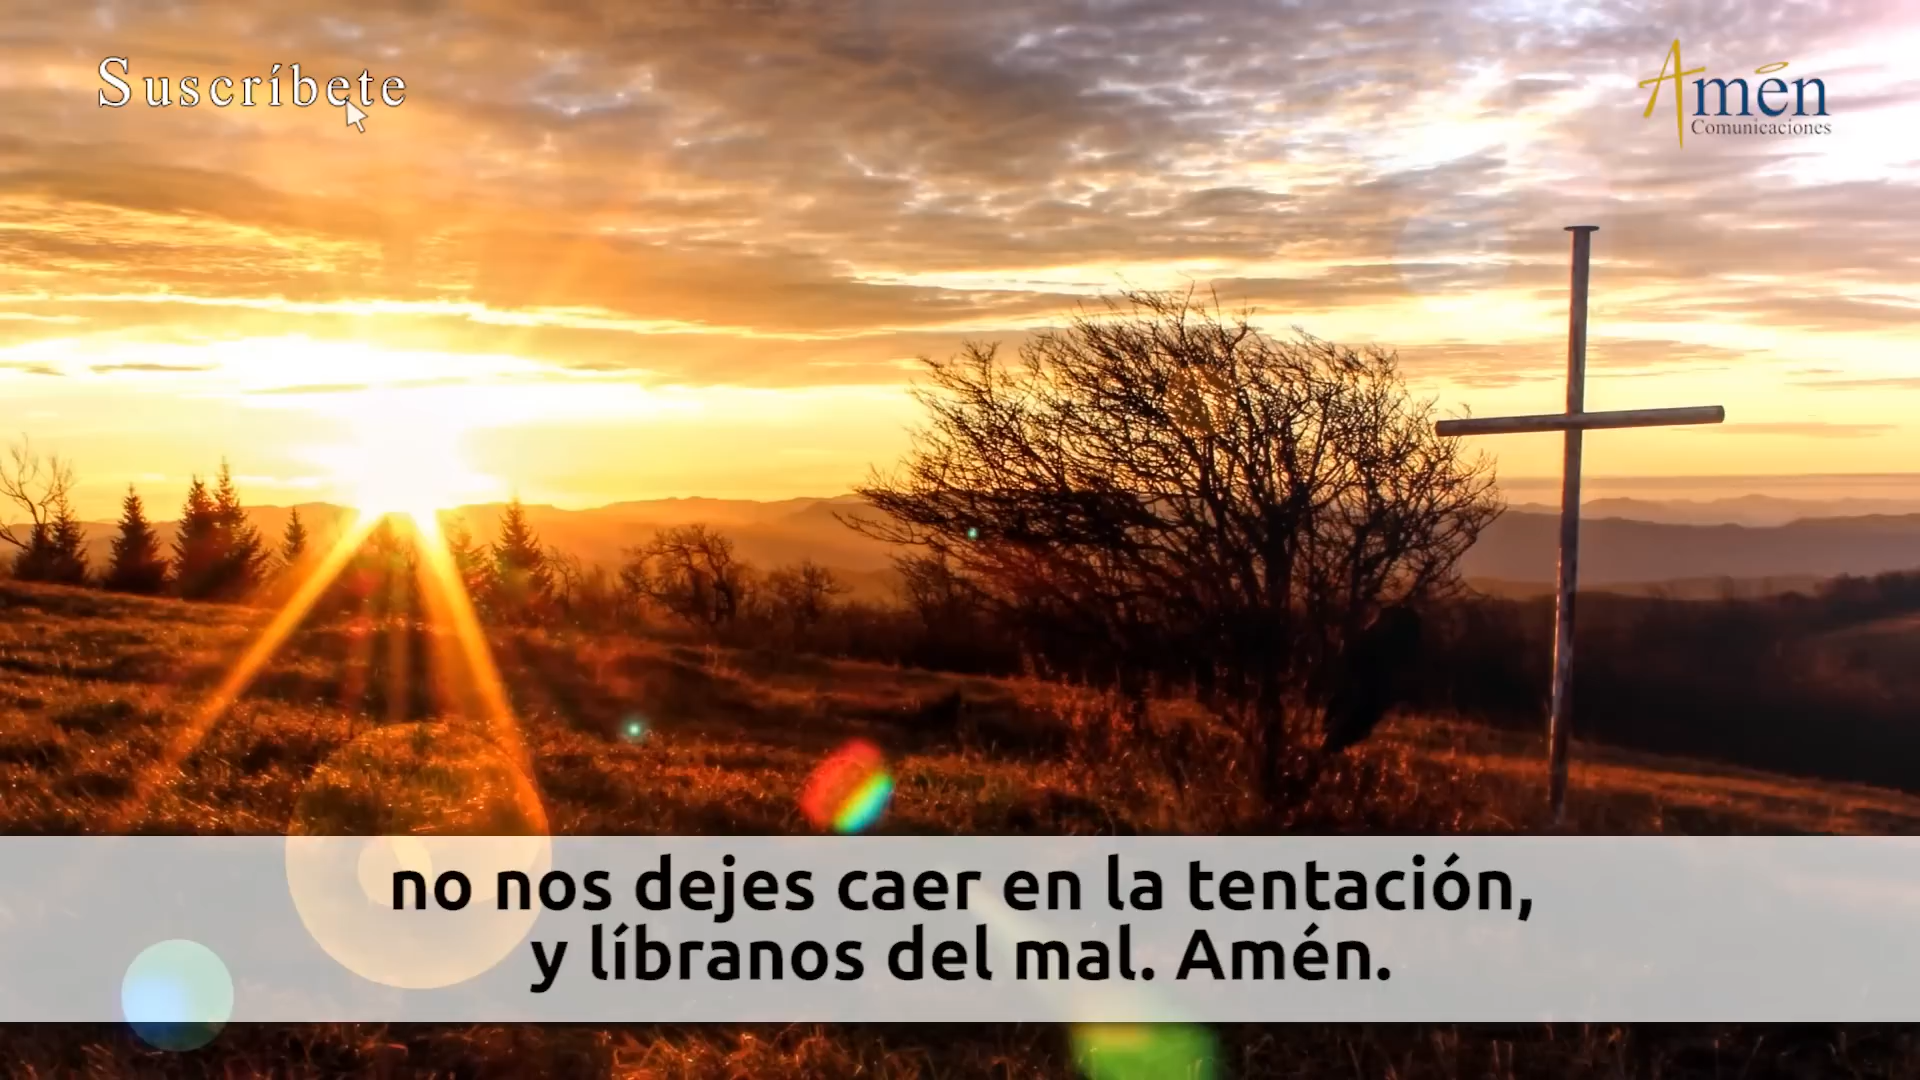 Suscríbete
Amén
Comunicaciones
no nos dejes caer en la tentación,
y líbranos del mal. Amén.